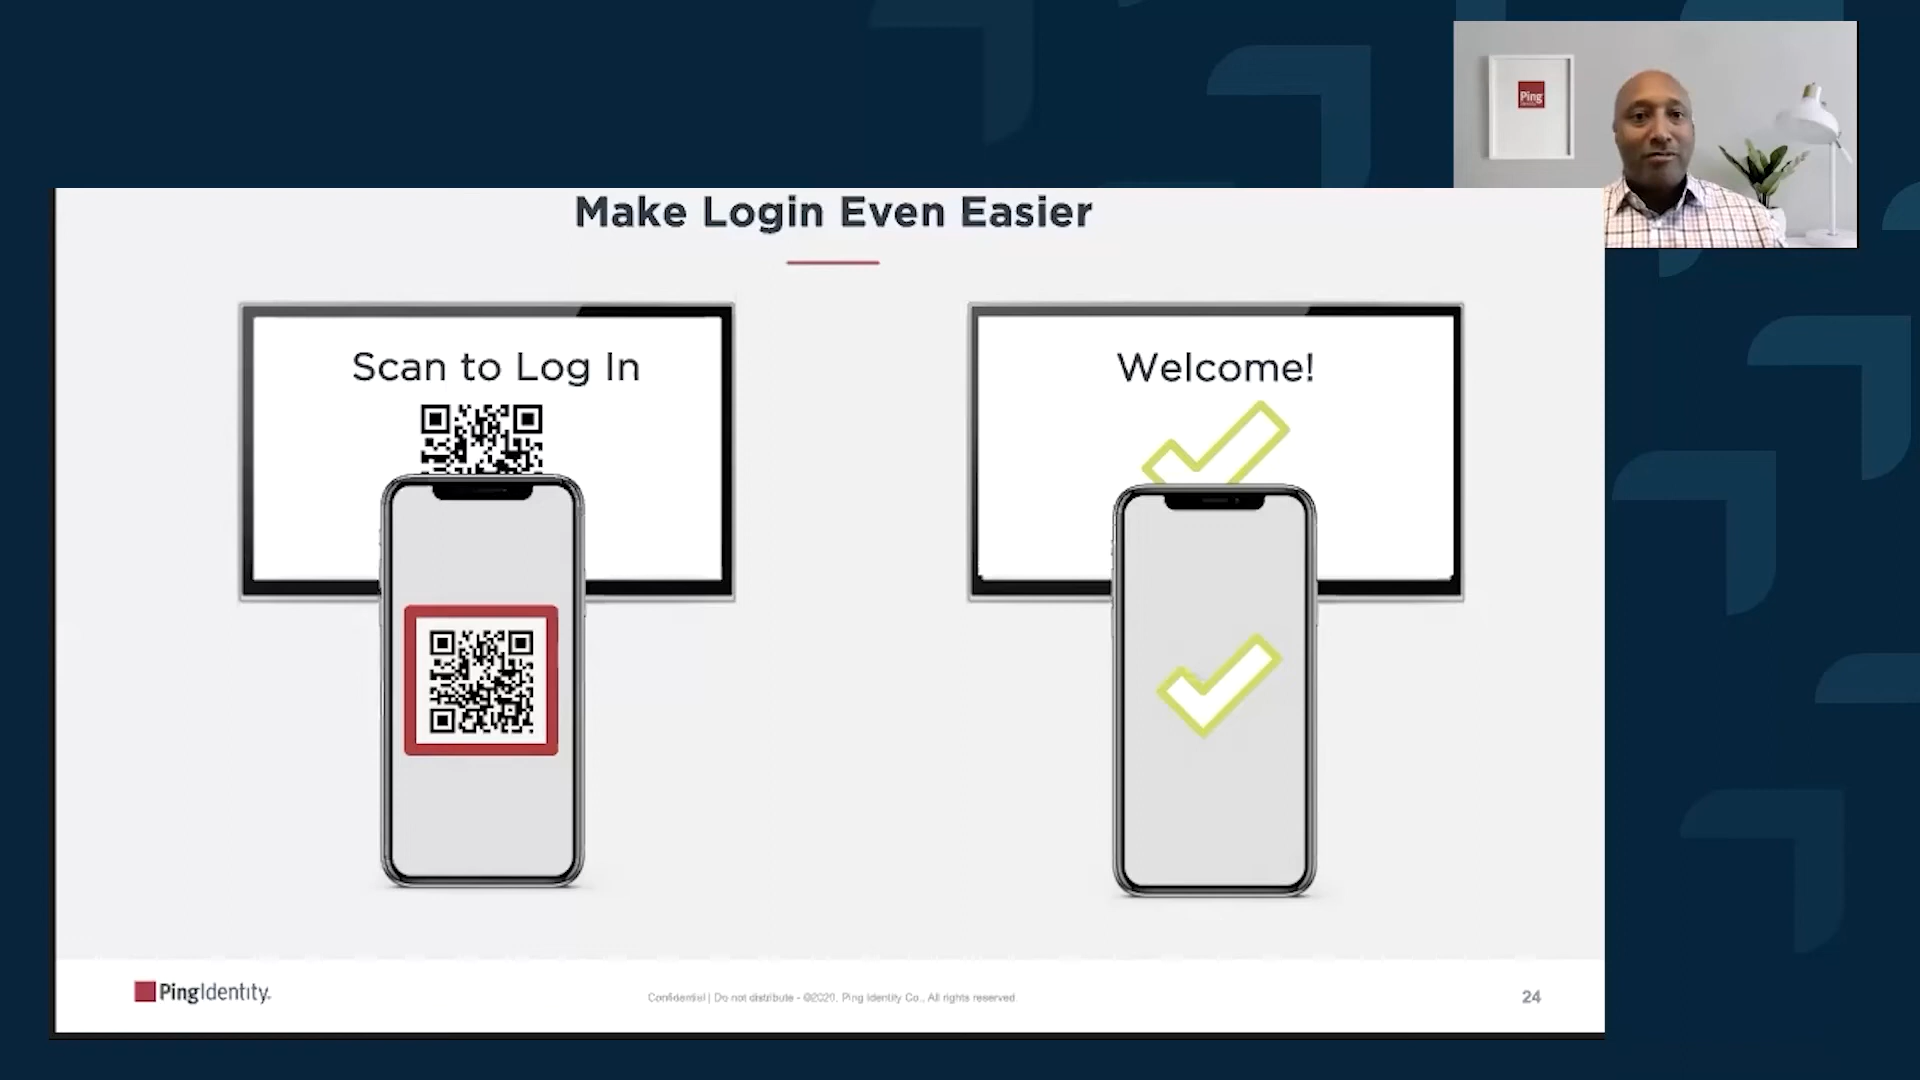 Ping
Make Login Even Easier
Scan to Log In
Welcome!
PingIdentity.
Confidential | Do not distribute - ©2020. Ping Identity Co., All rights reserved.
24